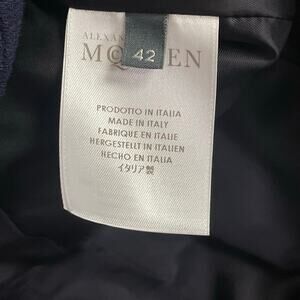 ALEXAN
MCQ EEN
42
PRODOTTO IN ITALIA
MADE IN ITALY
FABRIQUE EN ITALIE
HERGESTELLT IN ITALIEN
HECHO EN ITALIA
イタリア製